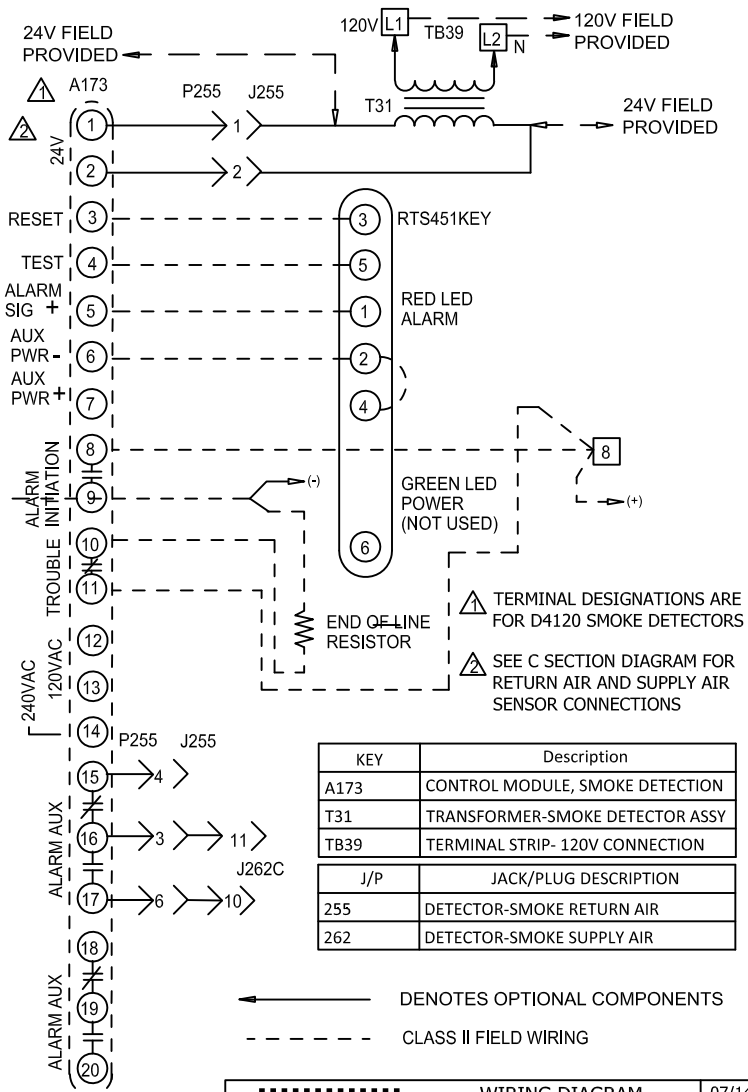 24V FIELD
PROVIDED
120V L1 TB39 L2 N
120V FIELD
PROVIDED
1 A173 P255 J255
T31
24V FIELD
PROVIDED
2 24V
1 1
2 2
RESET 3 3 RTS451KEY
TEST 4 5
ALARM
SIG + 5 1 RED LED
ALARM
AUX
PWR - 6 2
AUX
PWR + 7 4
ALARM
INITIATION
8 8
9 (-) (+)
GREEN LED
POWER
(NOT USED)
6
TROUBLE
10
11
END OF LINE
RESISTOR
1 TERMINAL DESIGNATIONS ARE
FOR D4120 SMOKE DETECTORS
2 SEE C SECTION DIAGRAM FOR
RETURN AIR AND SUPPLY AIR
SENSOR CONNECTIONS
240VAC 120VAC
12
13
14
P255 J255
15 4
ALARM AUX
16 3 11
J262C
17 6 10
18
ALARM AUX
19
20
KEY Description
A173 CONTROL MODULE, SMOKE DETECTION
T31 TRANSFORMER-SMOKE DETECTOR ASSY
TB39 TERMINAL STRIP- 120V CONNECTION
J/P JACK/PLUG DESCRIPTION
255 DETECTOR-SMOKE RETURN AIR
262 DETECTOR-SMOKE SUPPLY AIR
DENOTES OPTIONAL COMPONENTS
CLASS II FIELD WIRING